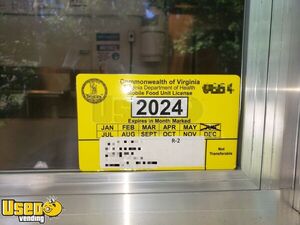 Commonwealth of Virginia
Virginia Department of Health
Mobile Food Unit License
2024
Expires in Month Marked
JAN FEB MAR APR MAY JUN
JUL AUG SEPT OCT NOV DEC
R-2
Not
Transferable
Used
vending